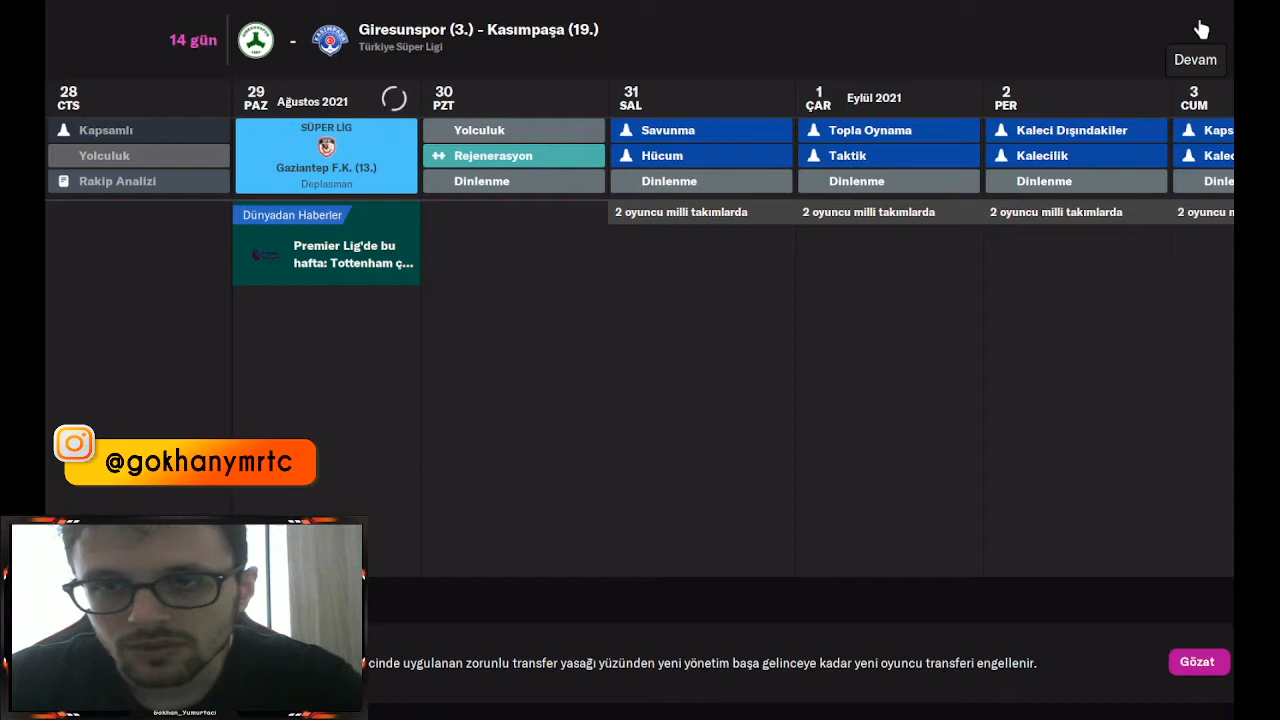 14 gün
-
Giresunspor (3.) - Kasımpaşa (19.)
Türkiye Süper Ligi
Devam
28
CTS
29
PAZ
Ağustos 2021
30
PZT
31
SAL
1
ÇAR
Eylül 2021
2
PER
3
CUM
Kapsamlı
Yolculuk
Rakip Analizi
SÜPER LİG
Gaziantep F.K. (13.)
Deplasman
Yolculuk
Rejenerasyon
Dinlenme
Savunma
Hücum
Dinlenme
Topla Oynama
Taktik
Dinlenme
Kaleci Dışındakiler
Kalecilik
Dinlenme
Kaps
Kalec
Dinle
2 oyuncu milli takımlarda
2 oyuncu milli takımlarda
2 oyuncu milli takımlarda
2 oyuncu m
Dünyadan Haberler
Premier Lig'de bu
hafta: Tottenham ç...
@gokhanymrtc
cinde uygulanan zorunlu transfer yasağı yüzünden yeni yönetim başa gelinceye kadar yeni oyuncu transferi engellenir.
Gözat
Gokhan_Yumurtaci